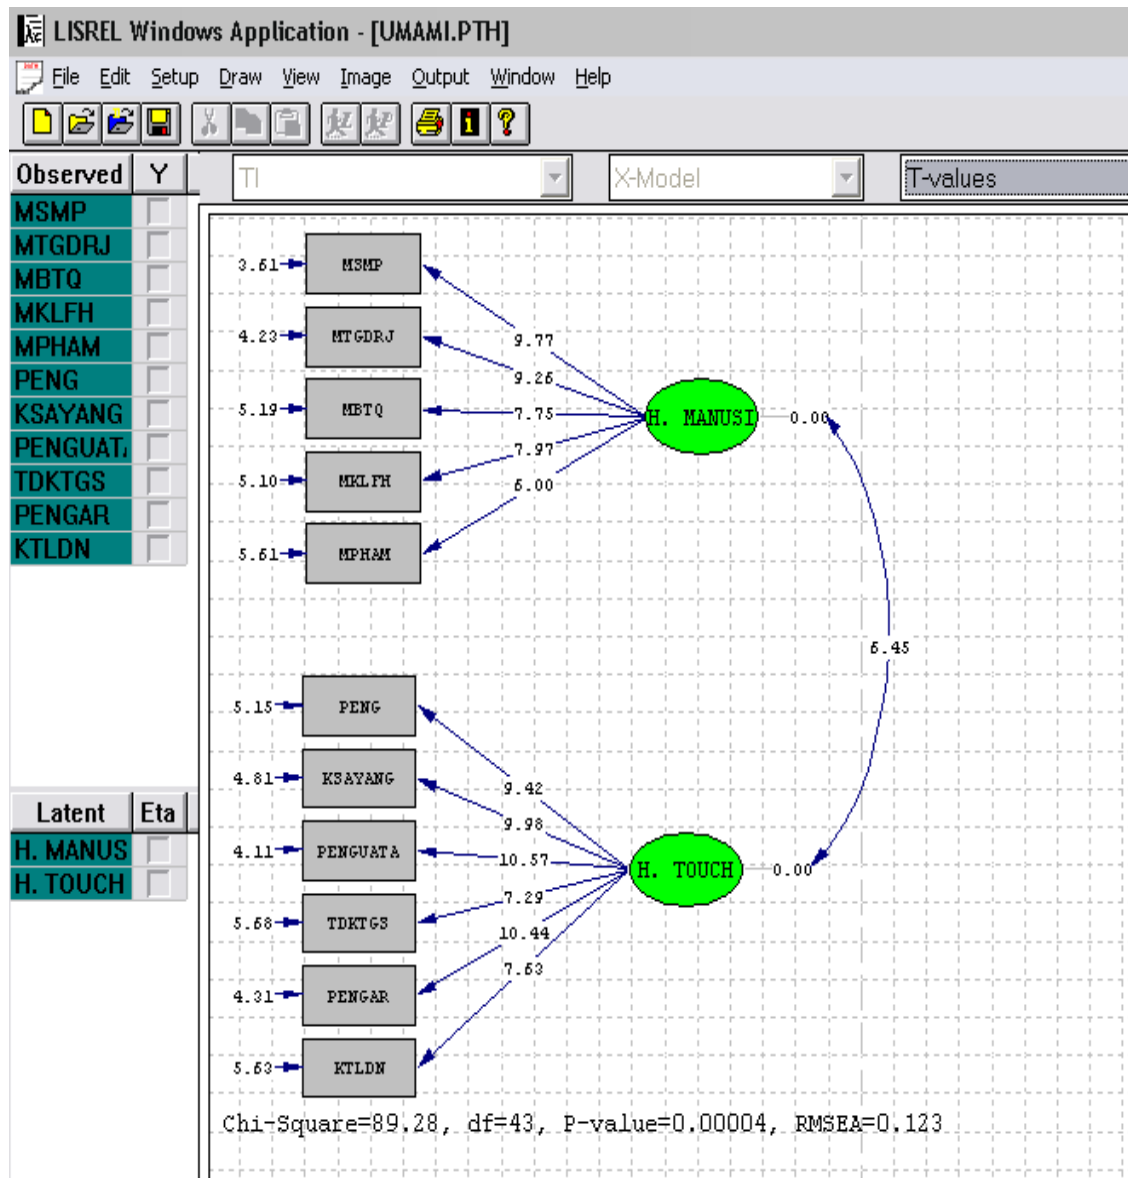 LISREL Windows Application - [UMAMI.PTH]
File Edit Setup Draw View Image Output Window Help
Observed Y
TI
X-Model
T-values
MSMP
MTGDRJ
MBTQ
MKLFH
MPHAM
PENG
KSAYANG
PENGUAT
TDKTGS
PENGAR
KTLDN
Latent Eta
H. MANUS
H. TOUCH
3.61 MSMP
4.23 MTGDRJ
5.19 MBTQ
5.10 MKLFH
5.61 MPHAM
9.77
9.26
7.75
7.97
6.00
H. MANUSI 0.00
6.45
5.15 PENG
4.81 KSAYANG
4.11 PENGUATA
5.68 TDKTGS
4.31 PENGAR
5.63 KTLDN
9.42
9.98
10.57
7.29
10.44
7.63
H. TOUCH 0.00
Chi-Square=89.28, df=43, P-value=0.00004, RMSEA=0.123